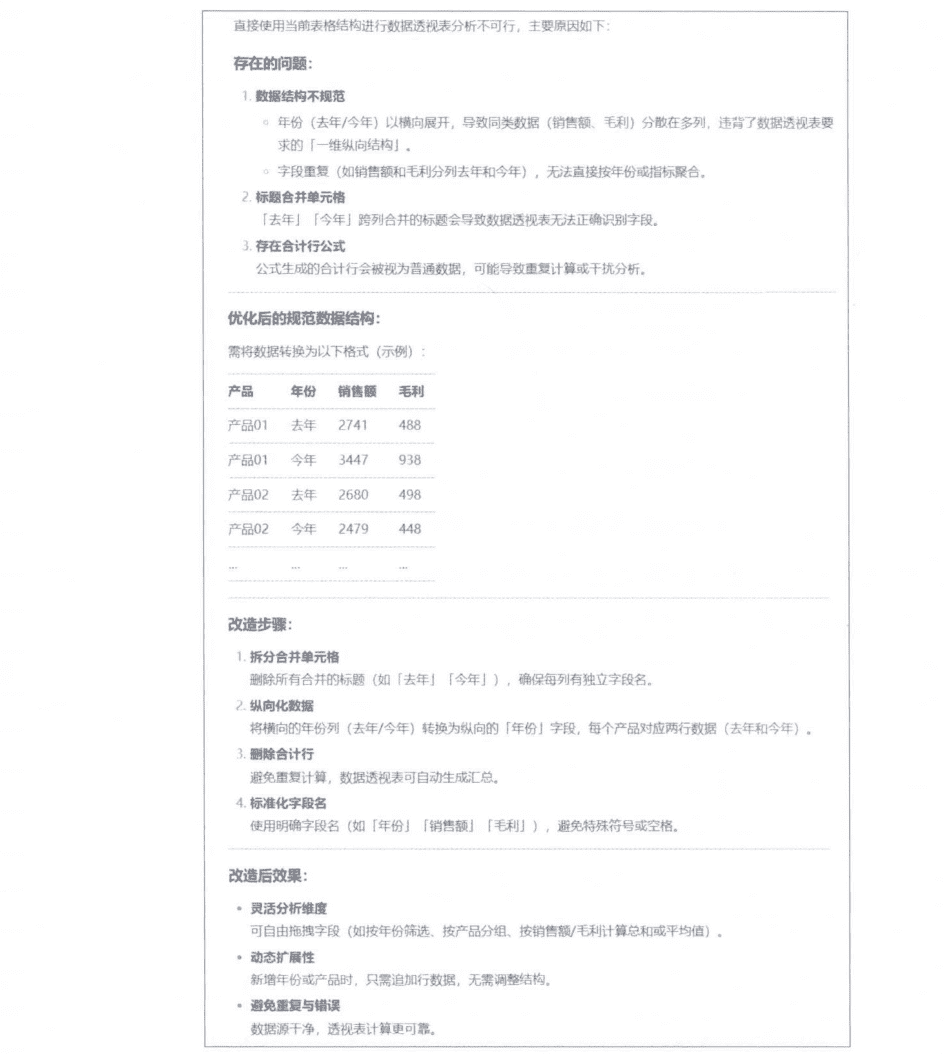 直接使用当前表格结构进行数据透视表分析不可行，主要原因如下：
存在的问题：
1. 数据结构不规范
◦ 年份（去年/今年）以横向展开，导致同类数据（销售额、毛利）分散在多列，违背了数据透视表要
求的「一维纵向结构」。
◦ 字段重复（如销售额和毛利分列去年和今年），无法直接按年份或指标聚合。
2. 标题合并单元格
「去年」「今年」跨列合并的标题会导致数据透视表无法正确识别字段。
3. 存在合计行公式
公式生成的合计行会被视为普通数据，可能导致重复计算或干扰分析。
优化后的规范数据结构：
需将数据转换为以下格式（示例）：
产品 年份 销售额 毛利
产品01 去年 2741 488
产品01 今年 3447 938
产品02 去年 2680 498
产品02 今年 2479 448
... ... ... ...
改造步骤：
1. 拆分合并单元格
删除所有合并的标题（如「去年」「今年」），确保每列有独立字段名。
2. 纵向化数据
将横向的年份列（去年/今年）转换为纵向的「年份」字段，每个产品对应两行数据（去年和今年）。
3. 删除合计行
避免重复计算，数据透视表可自动生成汇总。
4. 标准化字段名
使用明确字段名（如「年份」「销售额」「毛利」），避免特殊符号或空格。
改造后效果：
• 灵活分析维度
可自由拖拽字段（如按年份筛选、按产品分组、按销售额/毛利计算总和或平均值）。
• 动态扩展性
新增年份或产品时，只需追加行数据，无需调整结构。
• 避免重复与错误
数据源干净，透视表计算更可靠。